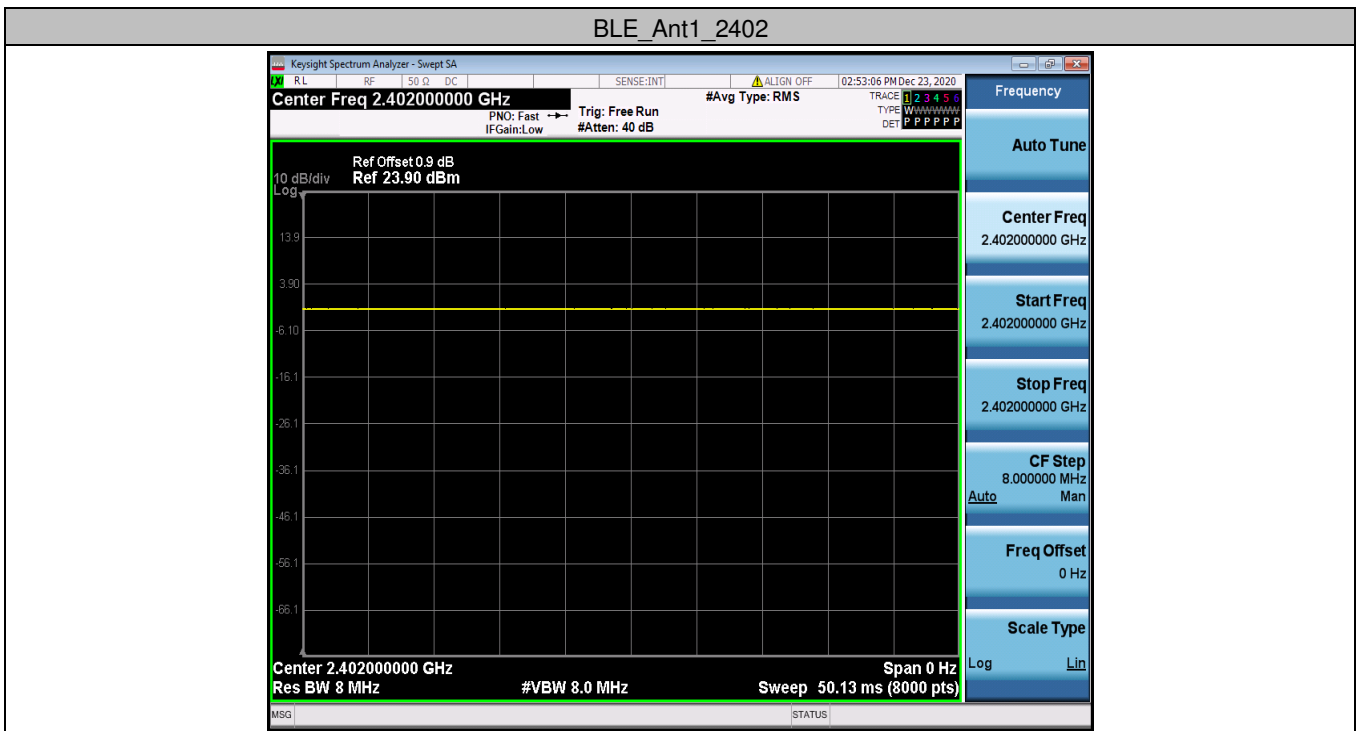 BLE_Ant1_2402
Keysight Spectrum Analyzer - Swept SA
RL RF 50 Ω DC SENSE:INT ALIGN OFF 02:53:06 PM Dec 23, 2020
Center Freq 2.402000000 GHz
PNO: Fast
IFGain:Low
Trig: Free Run
#Atten: 40 dB
#Avg Type: RMS
TRACE 1 2 3 4 5 6
TYPE WWWWWW
DET P P P P P P
Ref Offset 0.9 dB
10 dB/div Ref 23.90 dBm
Log
13.9
3.90
-6.10
-16.1
-26.1
-36.1
-46.1
-56.1
-66.1
Center 2.402000000 GHz Span 0 Hz
Res BW 8 MHz #VBW 8.0 MHz Sweep 50.13 ms (8000 pts)
MSG STATUS
Frequency
Auto Tune
Center Freq
2.402000000 GHz
Start Freq
2.402000000 GHz
Stop Freq
2.402000000 GHz
CF Step
8.000000 MHz
Auto Man
Freq Offset
0 Hz
Scale Type
Log Lin